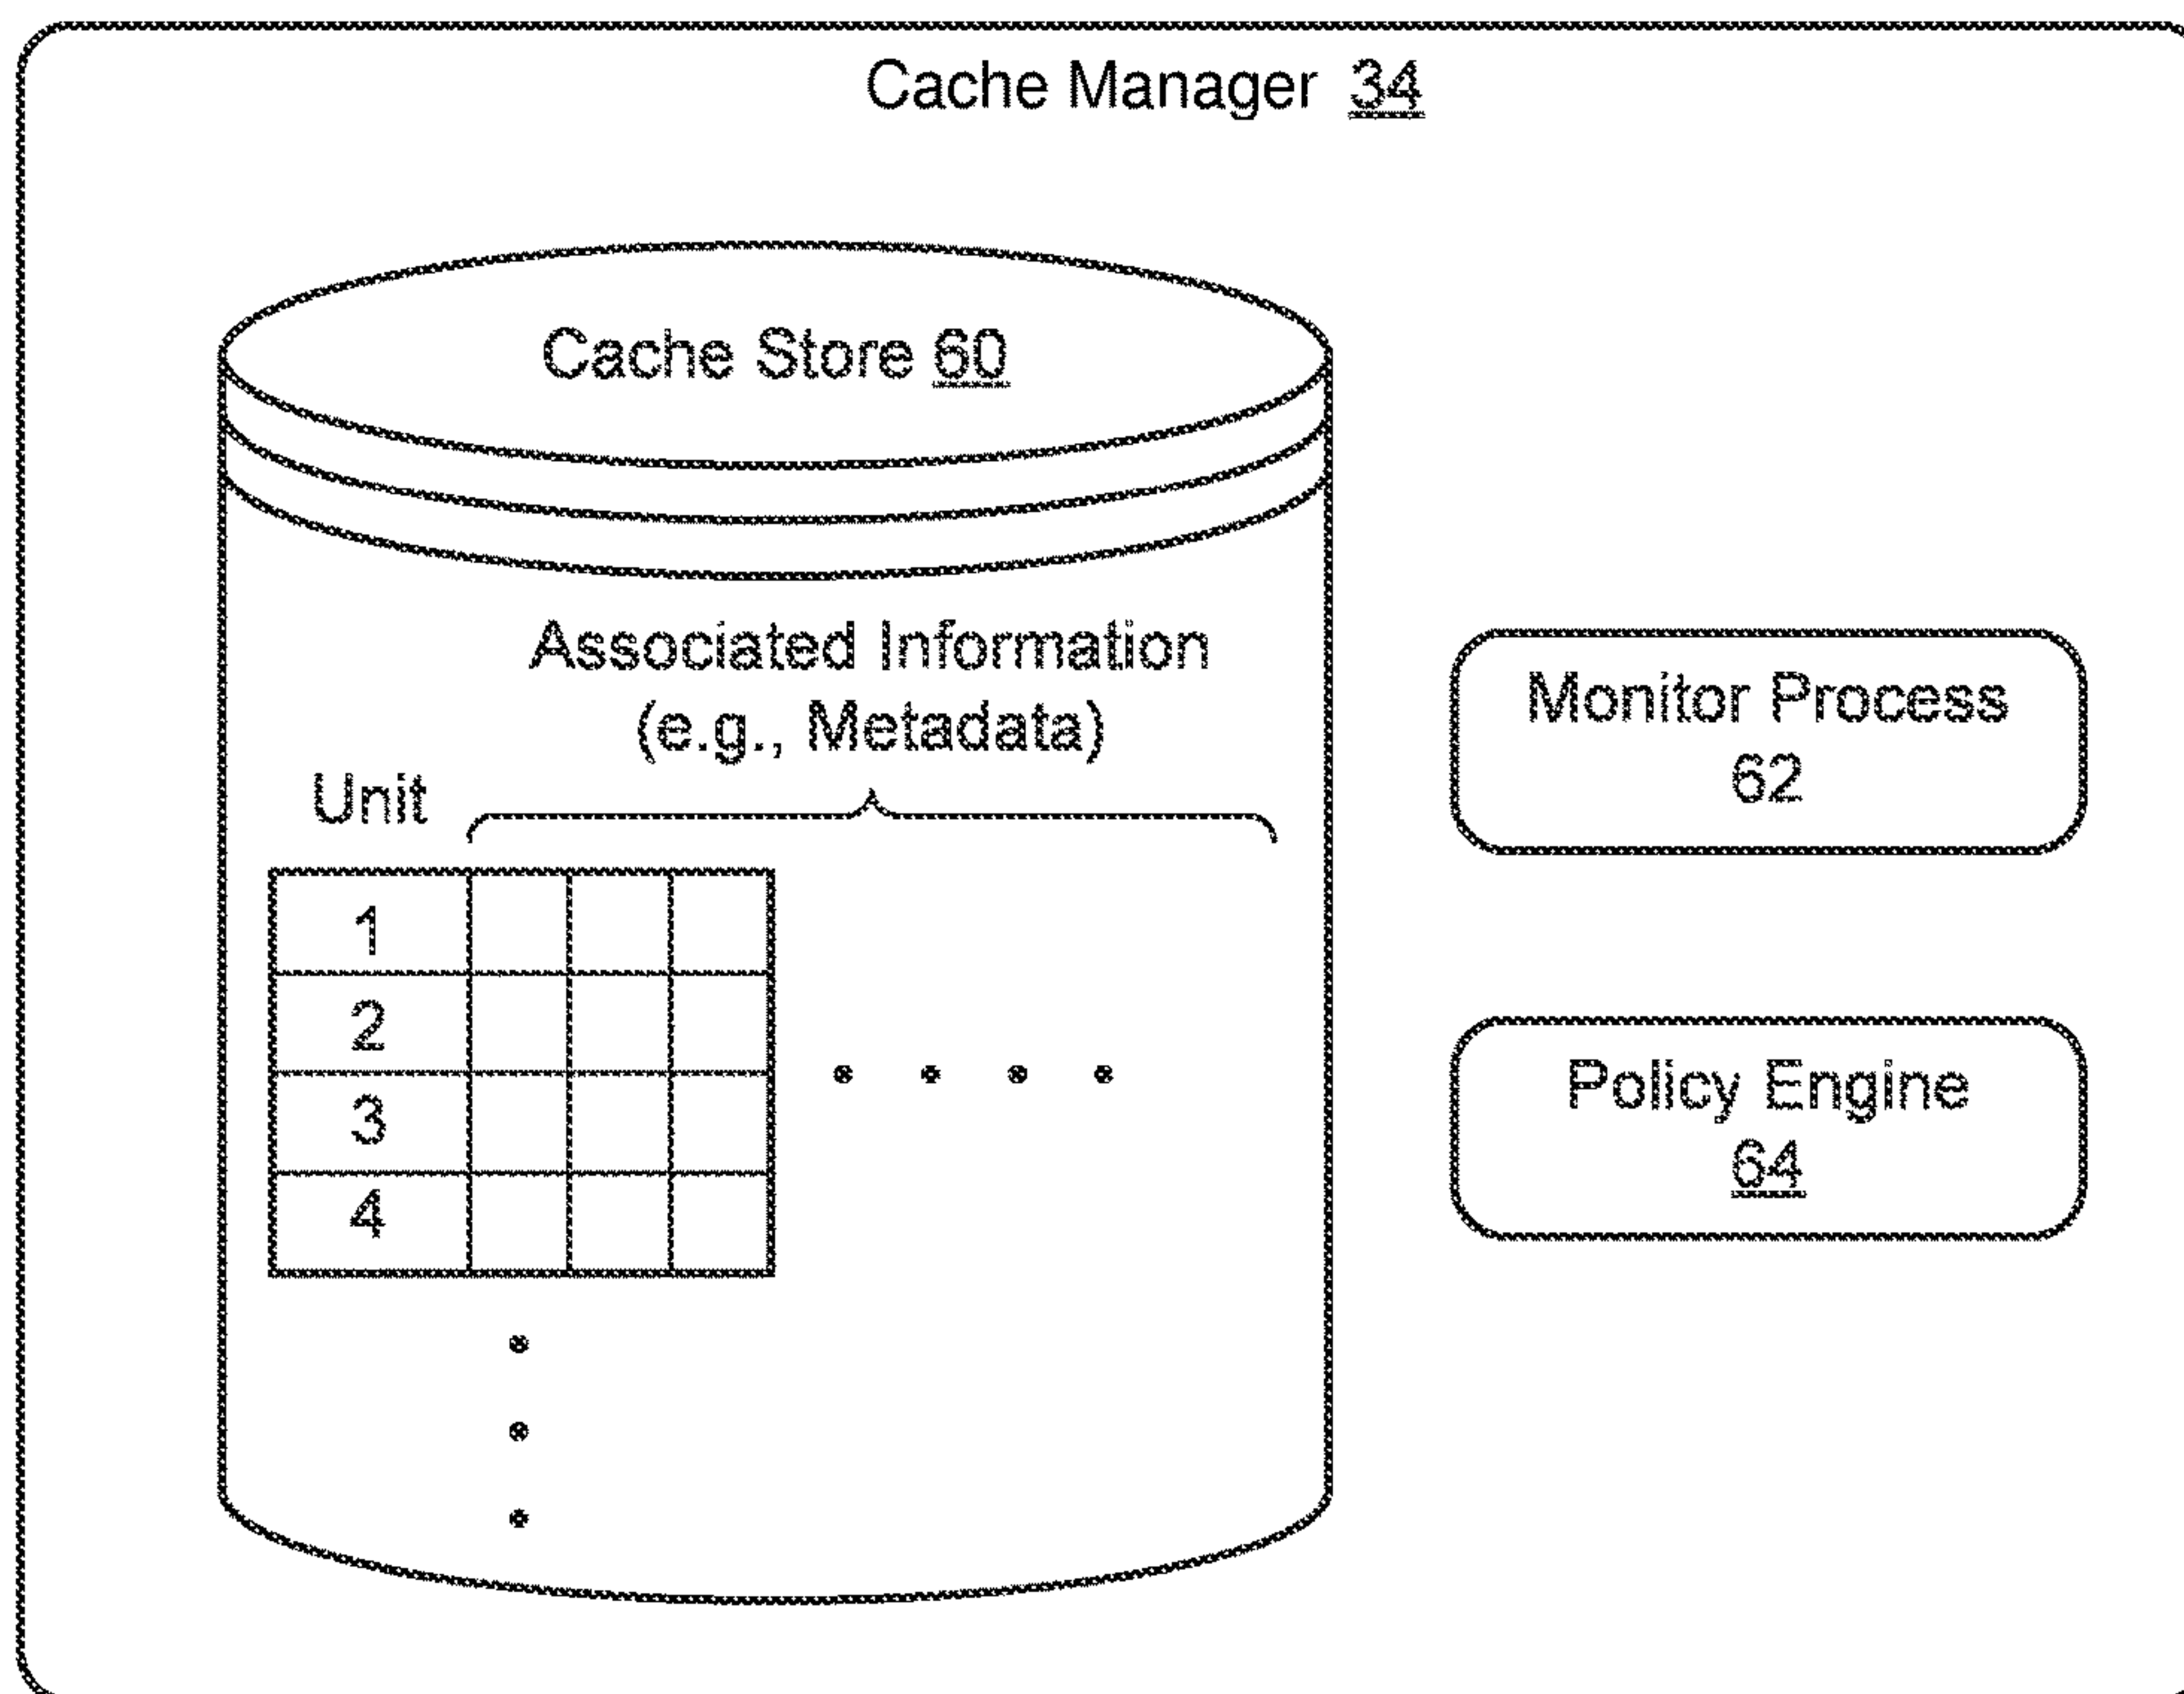 Cache Manager 34
Cache Store 60
Associated Information
(e.g., Metadata)
Unit
1
2
3
4
Monitor Process
62
Policy Engine
64